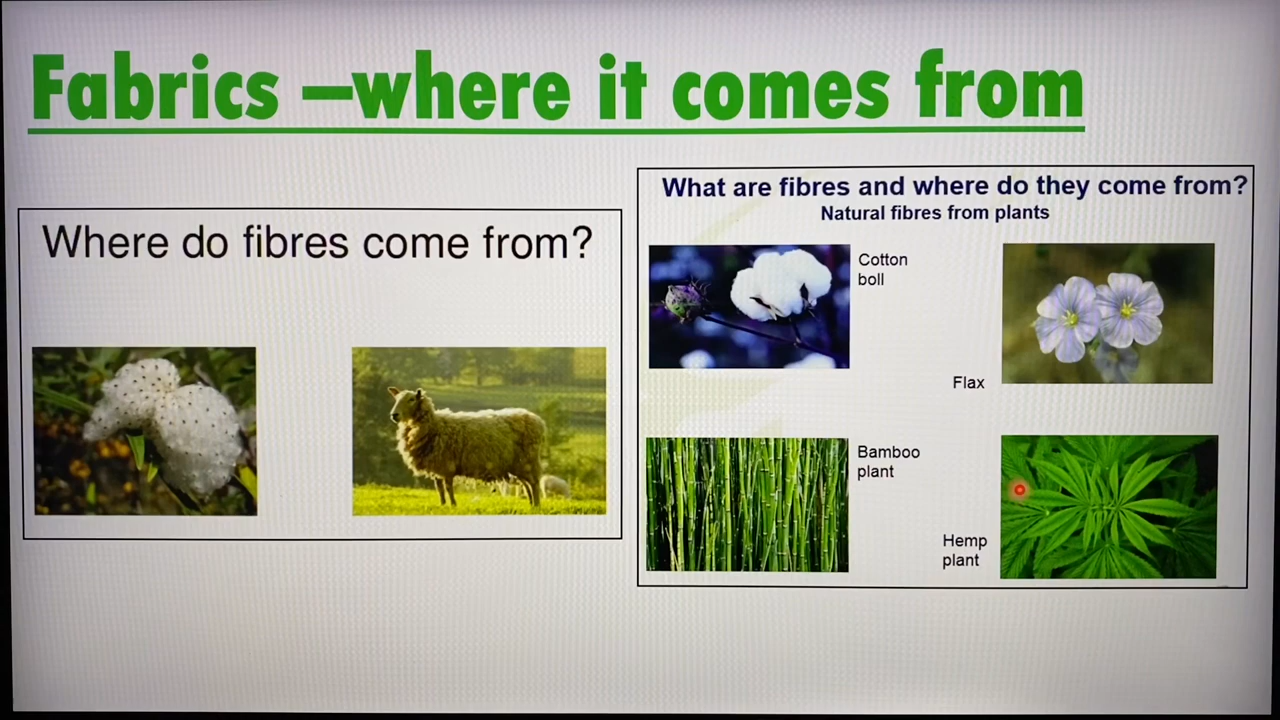 Fabrics –where it comes from
Where do fibres come from?
What are fibres and where do they come from?
Natural fibres from plants
Cotton
boll
Flax
Bamboo
plant
Hemp
plant